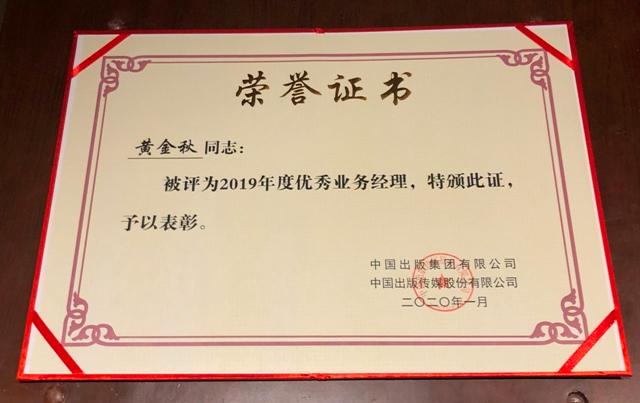 荣誉证书
黄金秋同志：
被评为2019年度优秀业务经理，特颁此证，
予以表彰。
中国出版集团有限公司
中国出版传媒股份有限公司
二〇二〇年一月